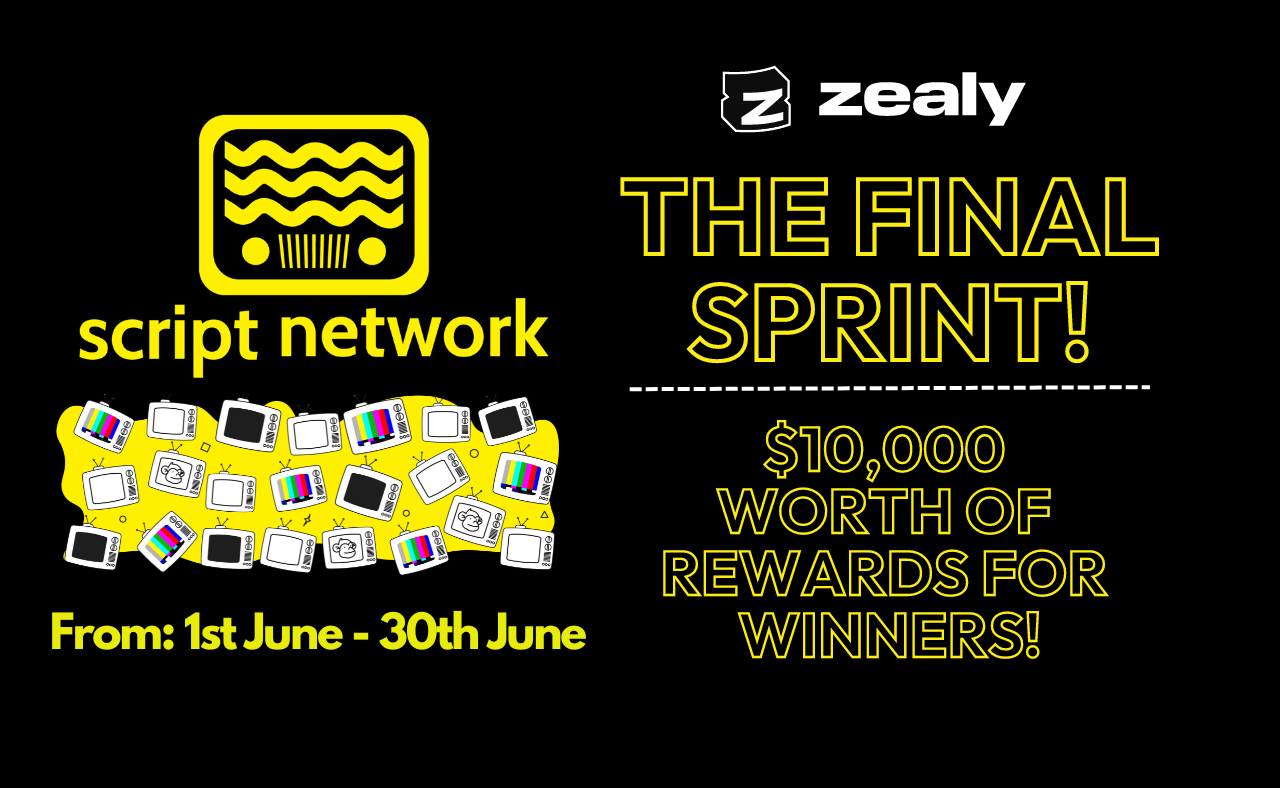 script network
From: 1st June - 30th June
z zealy
THE FINAL
SPRINT!
$10,000
WORTH OF
REWARDS FOR
WINNERS!